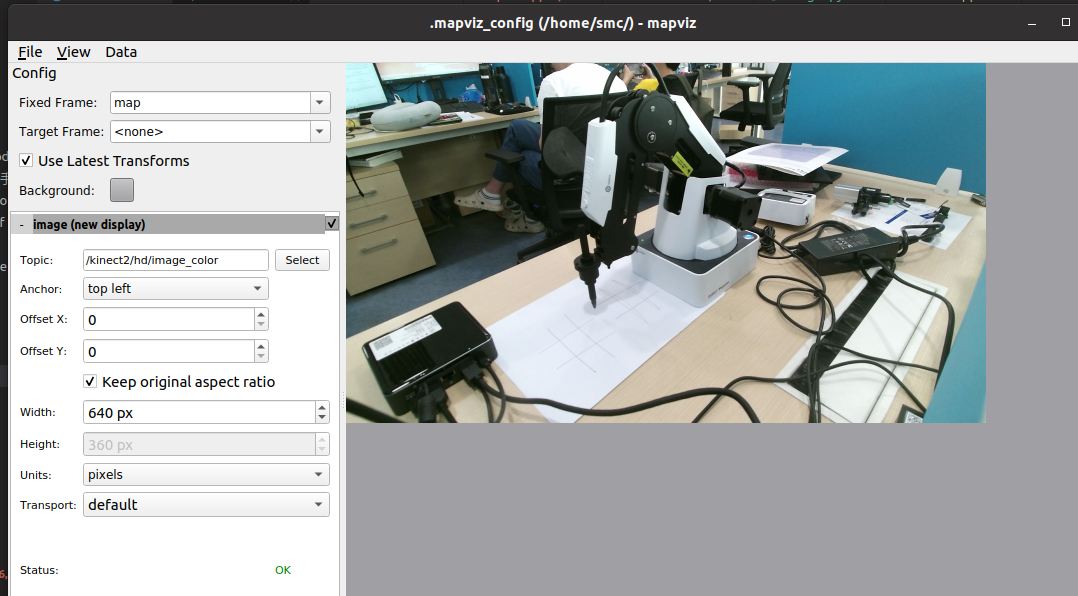 .mapviz_config (/home/smc/) - mapviz
File View Data
Config
Fixed Frame: map
Target Frame: <none>
Use Latest Transforms
Background:
- image (new display)
Topic: /kinect2/hd/image_color Select
Anchor: top left
Offset X: 0
Offset Y: 0
Keep original aspect ratio
Width: 640 px
Height: 360 px
Units: pixels
Transport: default
Status: OK